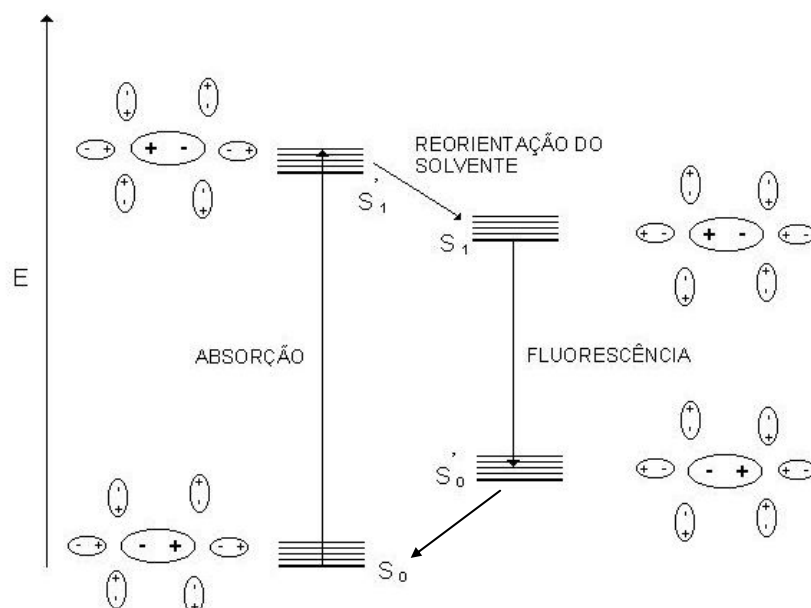 REORIENTAÇÃO DO
SOLVENTE
S'1
S1
E
ABSORÇÃO
FLUORESCÊNCIA
S'0
S0